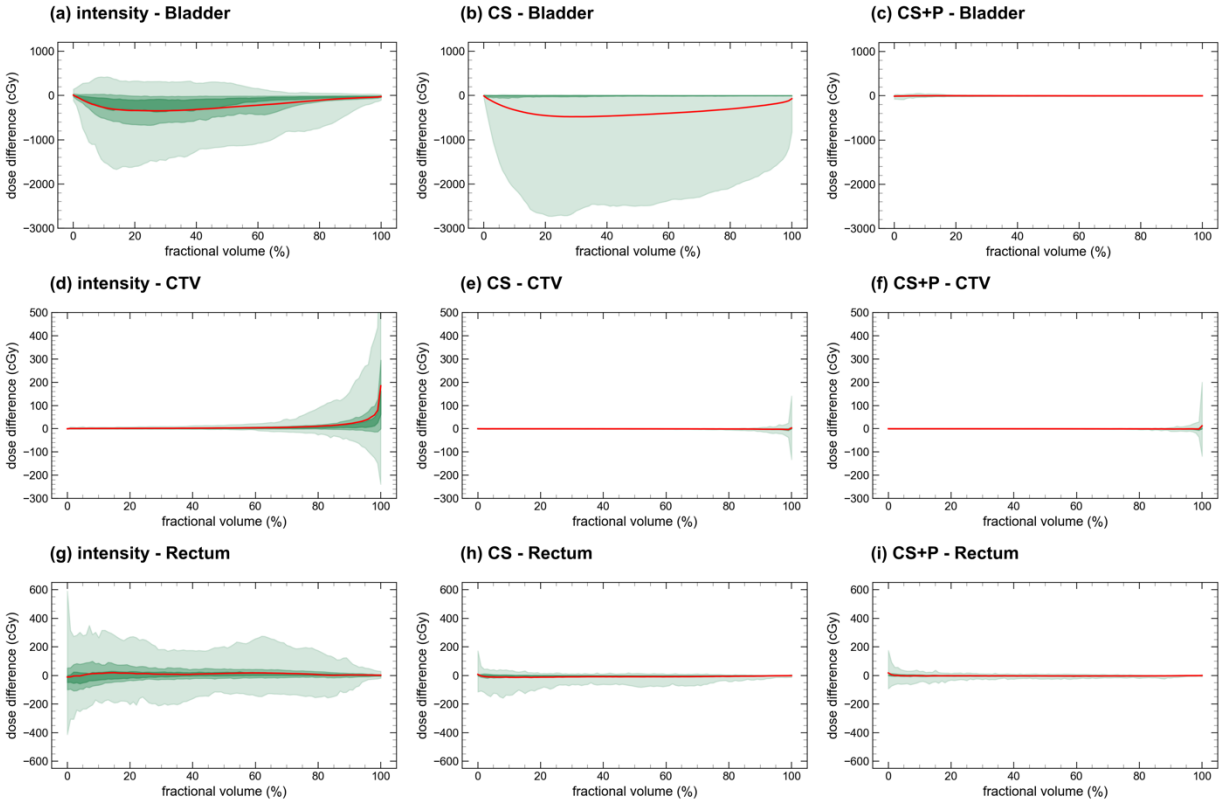 (a) intensity - Bladder
(b) CS - Bladder
(c) CS+P - Bladder
dose difference (cGy)
1000
0
−1000
−2000
−3000
0 20 40 60 80 100
fractional volume (%)
dose difference (cGy)
1000
0
−1000
−2000
−3000
0 20 40 60 80 100
fractional volume (%)
dose difference (cGy)
1000
0
−1000
−2000
−3000
0 20 40 60 80 100
fractional volume (%)
(d) intensity - CTV
(e) CS - CTV
(f) CS+P - CTV
dose difference (cGy)
500
400
300
200
100
0
−100
−200
−300
0 20 40 60 80 100
fractional volume (%)
dose difference (cGy)
500
400
300
200
100
0
−100
−200
−300
0 20 40 60 80 100
fractional volume (%)
dose difference (cGy)
500
400
300
200
100
0
−100
−200
−300
0 20 40 60 80 100
fractional volume (%)
(g) intensity - Rectum
(h) CS - Rectum
(i) CS+P - Rectum
dose difference (cGy)
600
400
200
0
−200
−400
−600
0 20 40 60 80 100
fractional volume (%)
dose difference (cGy)
600
400
200
0
−200
−400
−600
0 20 40 60 80 100
fractional volume (%)
dose difference (cGy)
600
400
200
0
−200
−400
−600
0 20 40 60 80 100
fractional volume (%)